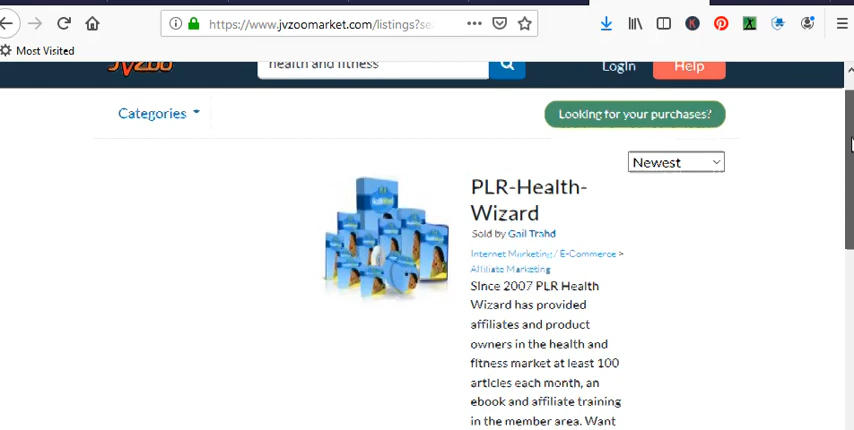 https://www.jvzoomarket.com/listings?se
Most Visited
JVZoo
health and fitness
Login
Help
Categories
Looking for your purchases?
Newest
PLR-Health-
Wizard
Sold by Gail Trahd
Internet Marketing / E-Commerce >
Affiliate Marketing
Since 2007 PLR Health
Wizard has provided
affiliates and product
owners in the health and
fitness market at least 100
articles each month, an
ebook and affiliate training
in the member area. Want